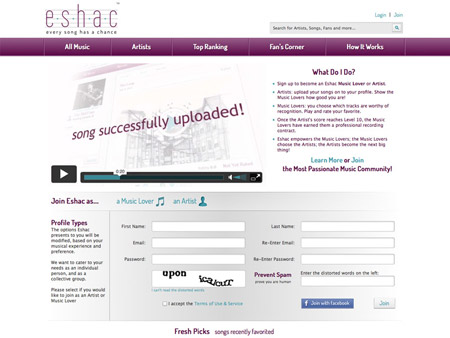 eshac™
every song has a chance
Login | Join
Search for Artists, Songs, Fans and more...
All Music Artists Top Ranking Fan's Corner How It Works
song successfully uploaded!
0:20
What Do I Do?
Sign up to become an Eshac Music Lover or Artist.
Artists: upload your songs on to your profile. Show the
Music Lovers how good you are!
Music Lovers: you choose which tracks are worthy of
recognition. Play and rate your favorite.
Once the Artist's score reaches Level 10, the Music
Lovers have earned them a professional recording
contract.
Eshac empowers the Music Lovers; the Music Lovers
choose the Artists; the Artists become the next big
thing!
Learn More or Join
the Most Passionate Music Community!
Join Eshac as... a Music Lover an Artist
Profile Types
The options Eshac
presents to you will be
modified, based on your
musical experience and
preference.
We want to cater to your
needs as an individual
person, and as a
collective group.
Please select if you would
like to join as an Artist or
Music Lover
First Name:
Last Name:
Email:
Re-Enter Email:
Password:
Re-Enter Password:
upon
I can't read the distorted words
Prevent Spam
prove you are human
Enter the distorted words on the left.
I accept the Terms of Use & Service
Join with Facebook
Join
Fresh Picks songs recently favorited